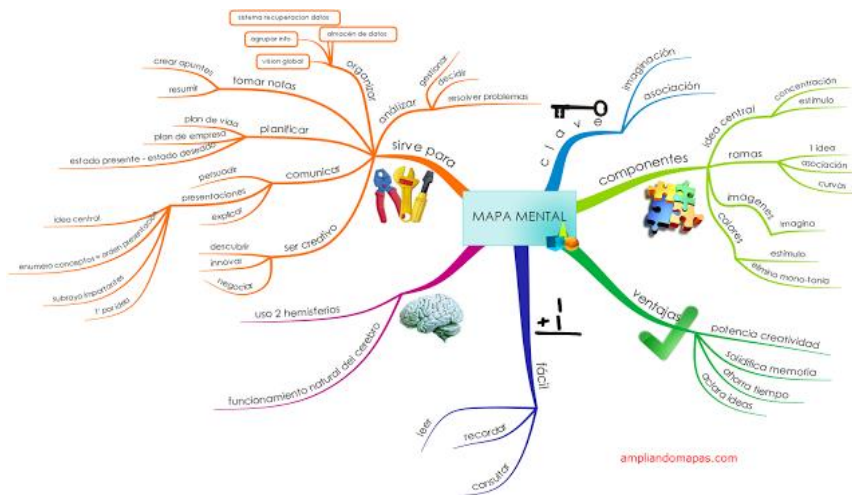 MAPA MENTAL
clave
imaginación
asociación
componentes
idea central
concentración
estímulo
ramas
1 idea
asociación
curvas
imágenes
imagina
colores
estímulo
elimina mono-tonía
ventajas
potencia creatividad
solidifica memoria
ahorra tiempo
aclara ideas
fácil
leer
recordar
consultar
uso 2 hemisferios
funcionamiento natural del cerebro
sirve para
análizar
gestionar
decidir
resolver problemas
organizar
sistema recuperacion datos
almacén de datos
agrupar info
vision global
tomar notas
crear apuntes
resumir
planificar
plan de vida
plan de empresa
estado presente - estado deseado
comunicar
persuadir
presentaciones
idea central
enumero conceptos = orden presentación
subrayo importantes
1' por idea
explicar
ser creativo
descubrir
innovar
negociar
ampliandomapas.com